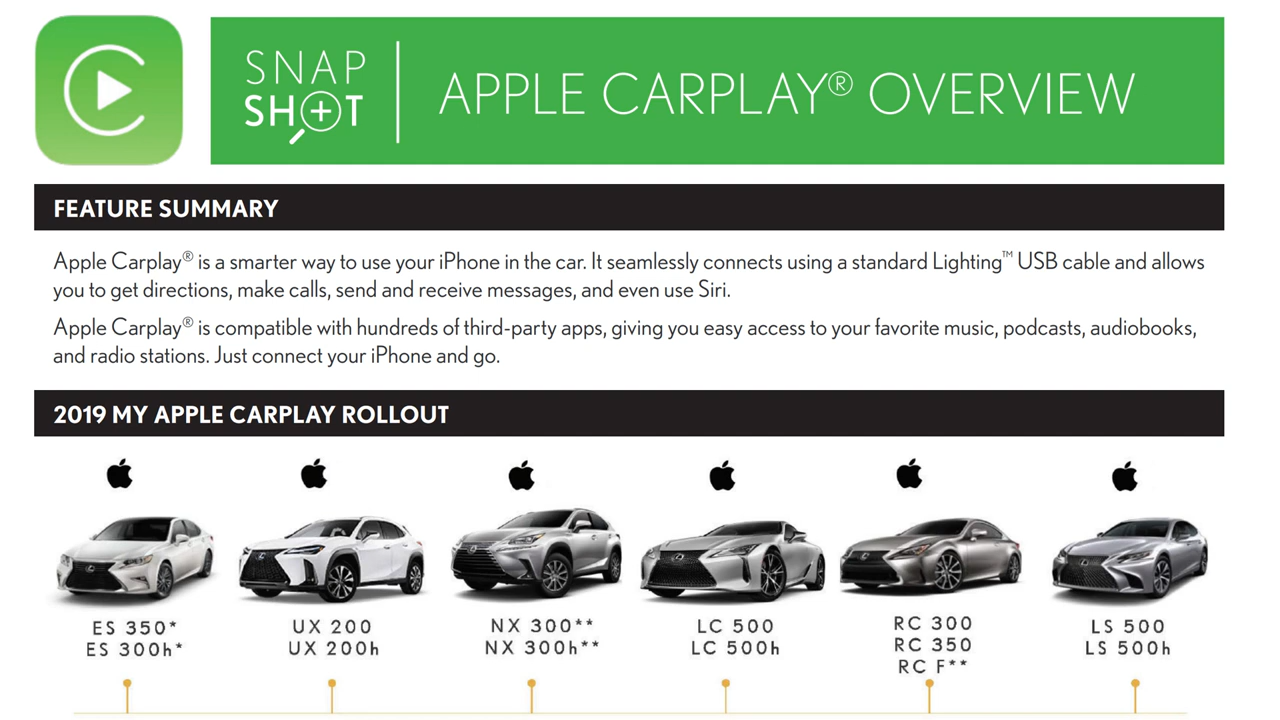 SNAP
SHOT
APPLE CARPLAY® OVERVIEW
FEATURE SUMMARY
Apple Carplay® is a smarter way to use your iPhone in the car. It seamlessly connects using a standard Lighting™ USB cable and allows
you to get directions, make calls, send and receive messages, and even use Siri.
Apple Carplay® is compatible with hundreds of third-party apps, giving you easy access to your favorite music, podcasts, audiobooks,
and radio stations. Just connect your iPhone and go.
2019 MY APPLE CARPLAY ROLLOUT
ES 350*
ES 300h*
UX 200
UX 200h
NX 300**
NX 300h**
LC 500
LC 500h
RC 300
RC 350
RC F**
LS 500
LS 500h